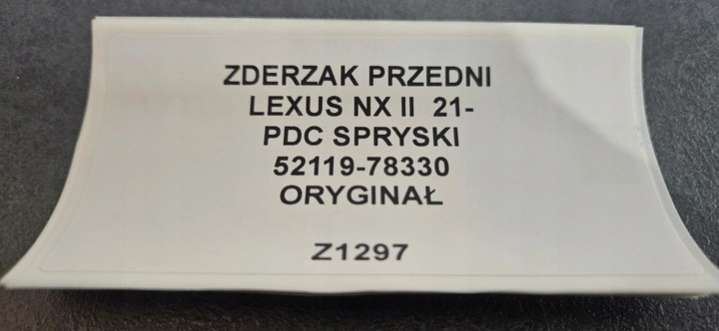 ZDERZAK PRZEDNI
LEXUS NX II 21-
PDC SPRYSKI
52119-78330
ORYGINAŁ
Z1297